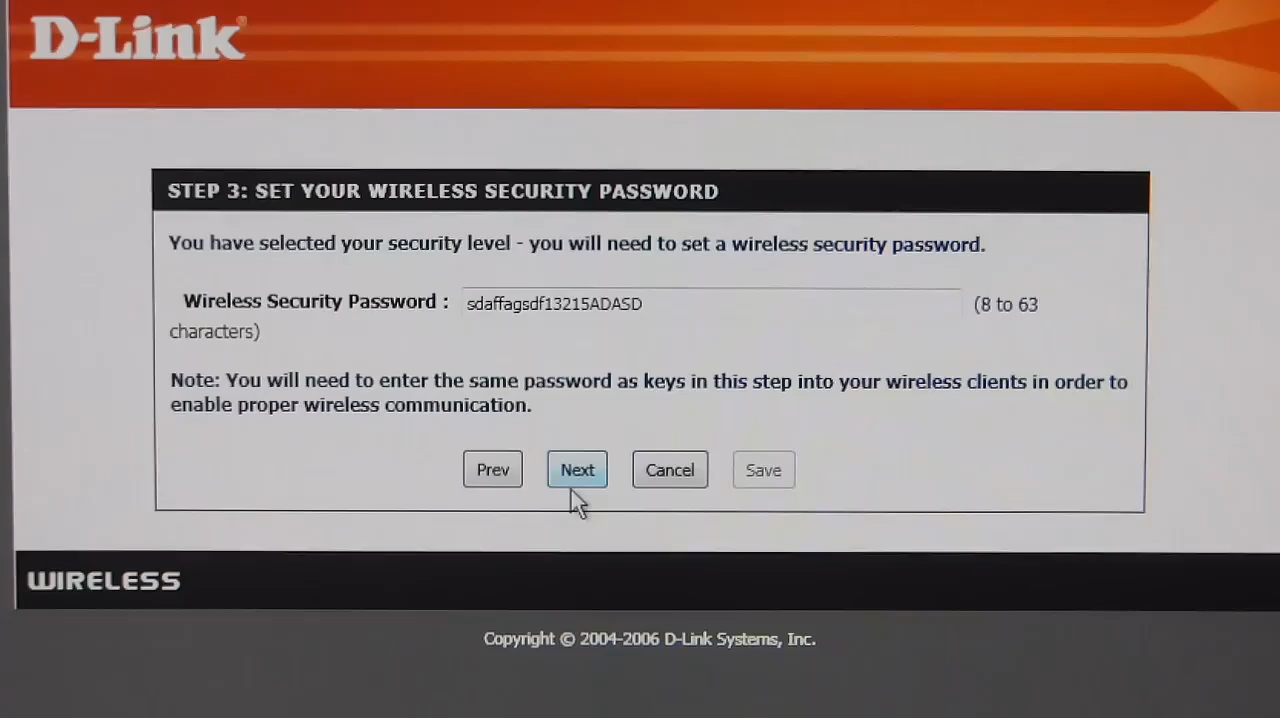 D-Link
STEP 3: SET YOUR WIRELESS SECURITY PASSWORD
You have selected your security level - you will need to set a wireless security password.
Wireless Security Password : sdaffagsdf13215ADASD (8 to 63
characters)
Note: You will need to enter the same password as keys in this step into your wireless clients in order to
enable proper wireless communication.
Prev Next Cancel Save
WIRELESS
Copyright © 2004-2006 D-Link Systems, Inc.